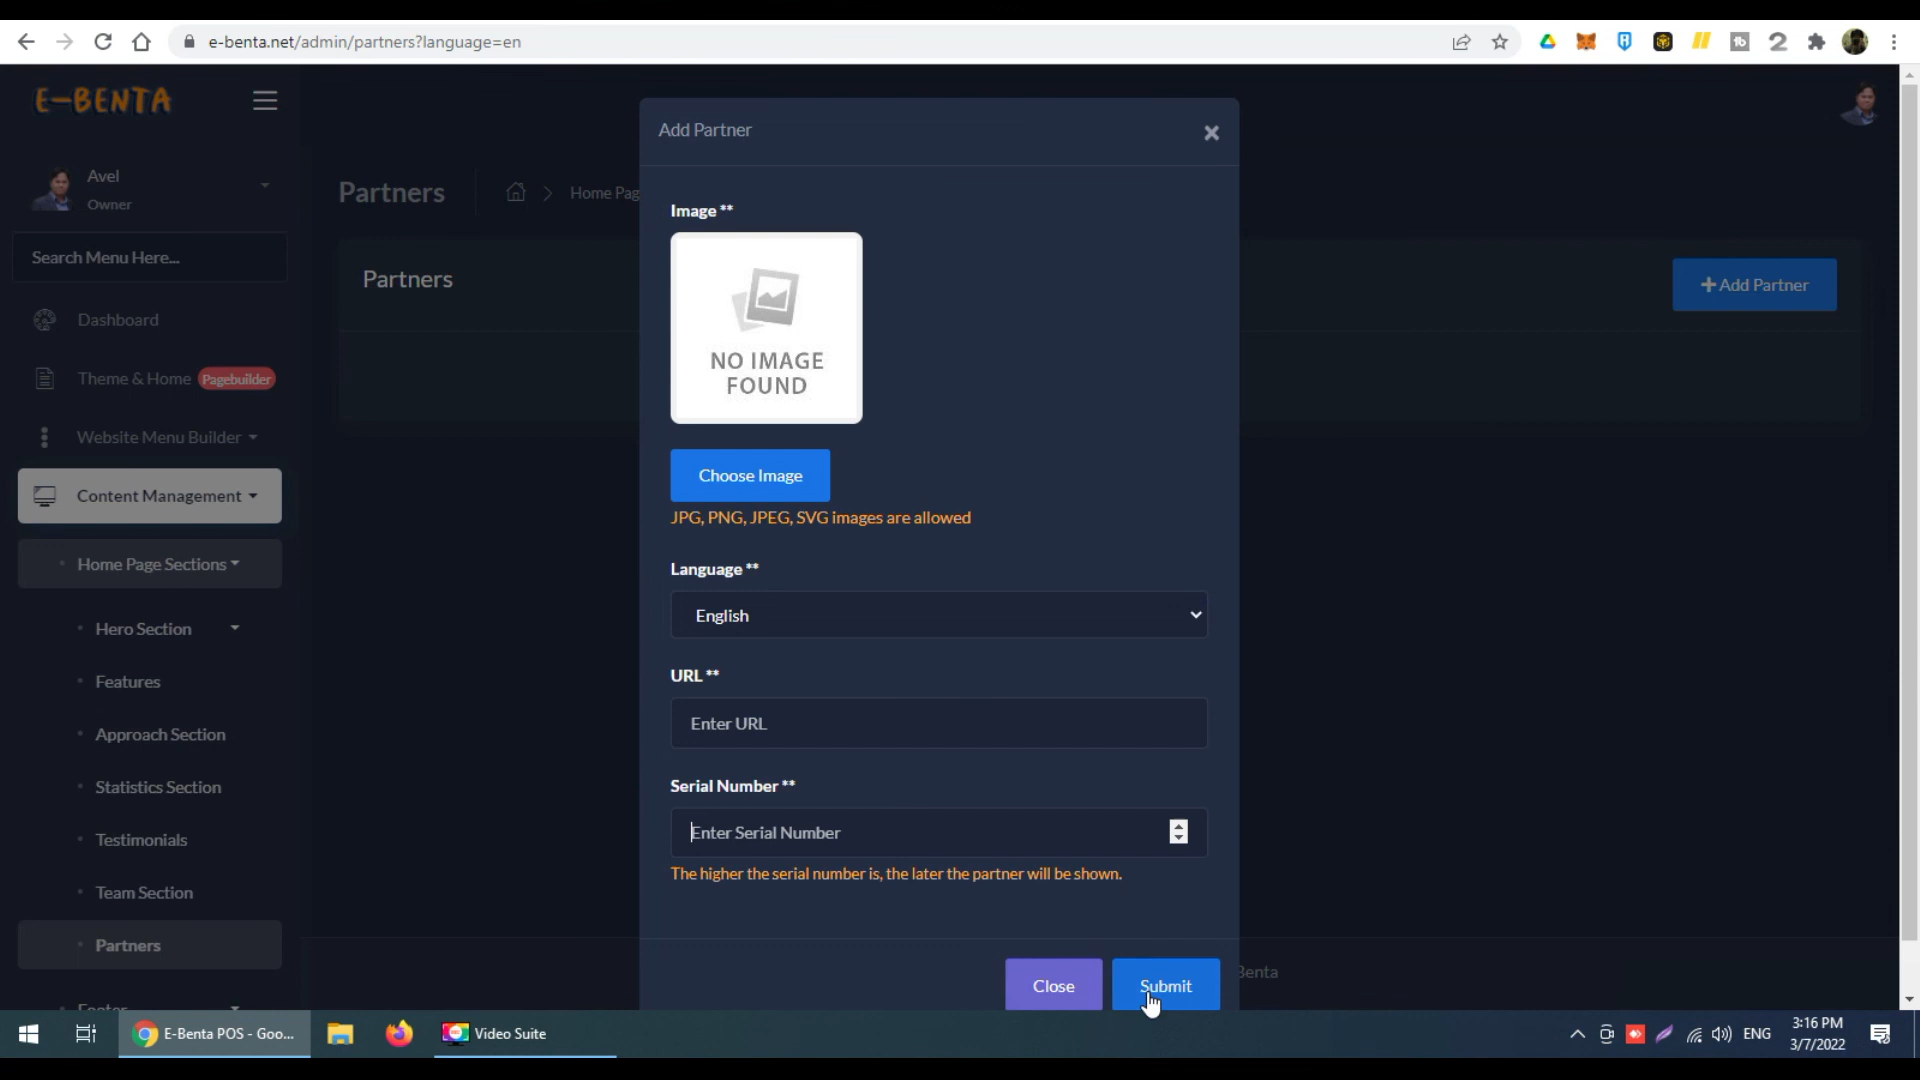 e-benta.net/admin/partners?language=en
E-BENTA
Avel
Owner
Search Menu Here...
Dashboard
Theme & Home Pagebuilder
Website Menu Builder
Content Management
Home Page Sections
Hero Section
Features
Approach Section
Statistics Section
Testimonials
Team Section
Partners
Footer
Partners
Home Pag
Partners
+ Add Partner
Add Partner
×
Image **
NO IMAGE
FOUND
Choose Image
JPG, PNG, JPEG, SVG images are allowed
Language **
English
URL **
Enter URL
Serial Number **
Enter Serial Number
The higher the serial number is, the later the partner will be shown.
Close
Submit
Benta
E-Benta POS - Goo...
Video Suite
ENG
3:16 PM
3/7/2022